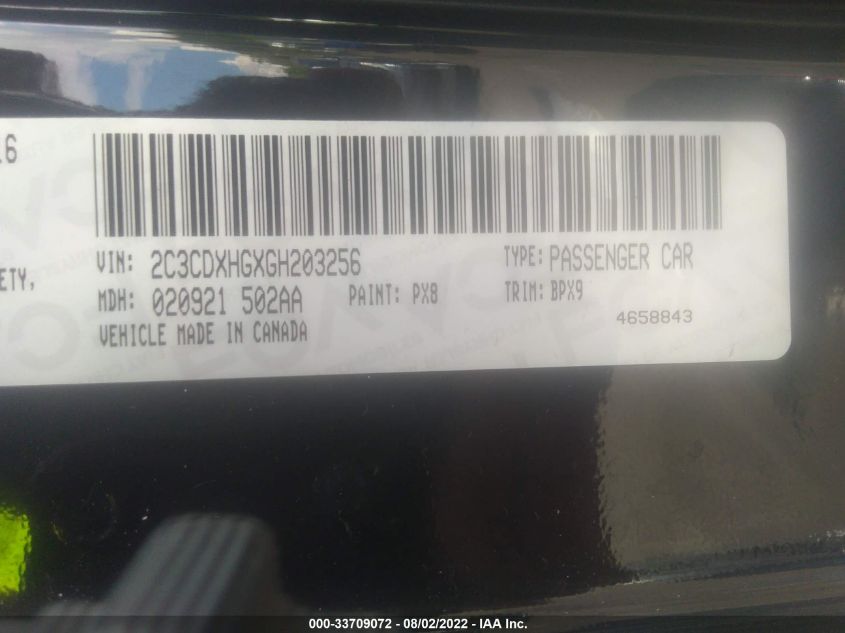 16
VIN: 2C3CDXHGXGH203256 TYPE: PASSENGER CAR
ETY,
MDH: 020921 502AA PAINT: PX8 TRIM: BPX9
VEHICLE MADE IN CANADA 4658843
000-33709072 - 08/02/2022 - IAA Inc.